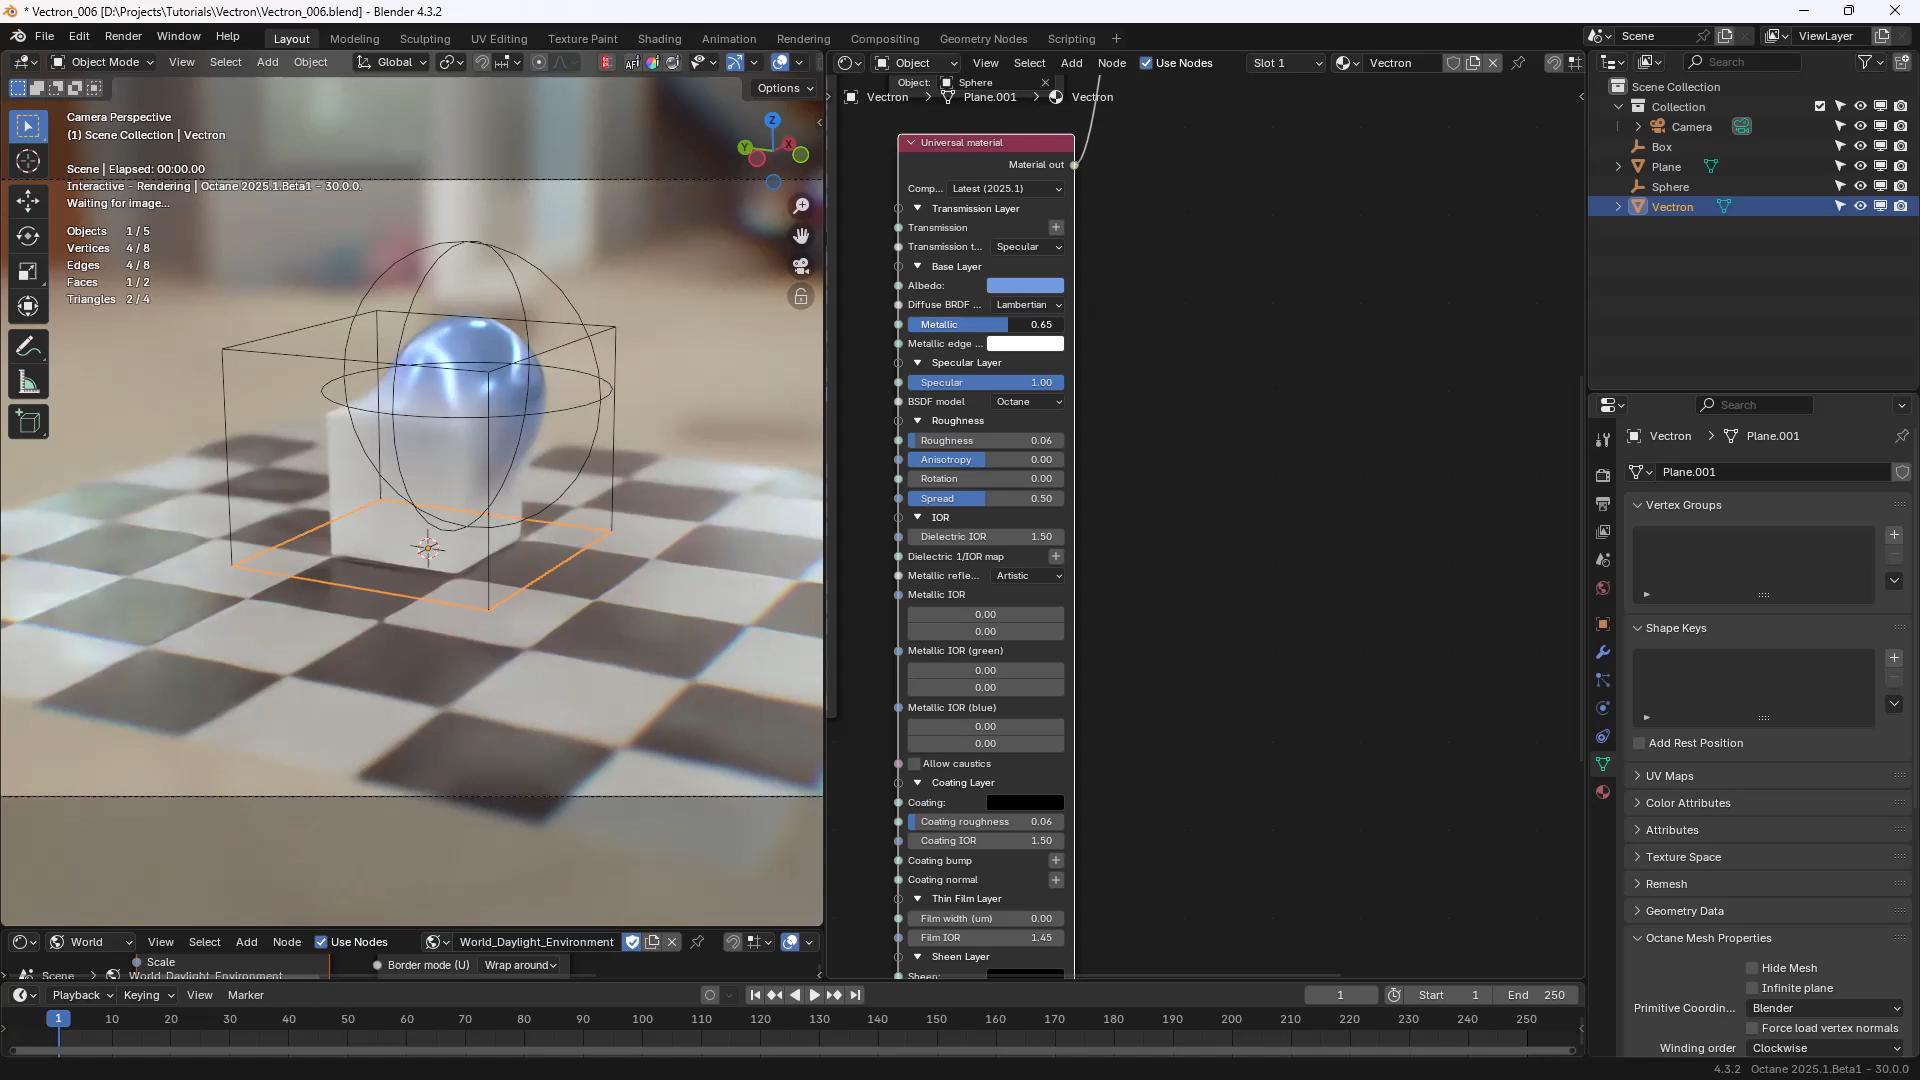 * Vectron_006 [D:\Projects\Tutorials\Vectron\Vectron_006.blend] - Blender 4.3.2
File Edit Render Window Help
Layout Modeling Sculpting UV Editing Texture Paint Shading Animation Rendering Compositing Geometry Nodes Scripting +
Scene ViewLayer
Object Mode View Select Add Object Global
Options
Camera Perspective
(1) Scene Collection | Vectron
Scene | Elapsed: 00:00.00
Interactive - Rendering | Octane 2025.1.Beta1 - 30.0.0.
Waiting for image...
Objects 1 / 5
Vertices 4 / 8
Edges 4 / 8
Faces 1 / 2
Triangles 2 / 4
Z
Y
X
Object View Select Add Node Use Nodes Slot 1 Vectron
Object: Sphere
Vectron > Plane.001 > Vectron
Universal material
Material out
Comp... Latest (2025.1)
Transmission Layer
Transmission
Transmission t... Specular
Base Layer
Albedo:
Diffuse BRDF ... Lambertian
Metallic 0.65
Metallic edge ...
Specular Layer
Specular 1.00
BSDF model Octane
Roughness
Roughness 0.06
Anisotropy 0.00
Rotation 0.00
Spread 0.50
IOR
Dielectric IOR 1.50
Dielectric 1/IOR map
Metallic refle... Artistic
Metallic IOR
0.00
0.00
Metallic IOR (green)
0.00
0.00
Metallic IOR (blue)
0.00
0.00
Allow caustics
Coating Layer
Coating:
Coating roughness 0.06
Coating IOR 1.50
Coating bump
Coating normal
Thin Film Layer
Film width (um) 0.00
Film IOR 1.45
Sheen Layer
Sheen:
Search
Scene Collection
Collection
Camera
Box
Plane
Sphere
Vectron
Search
Vectron > Plane.001
Plane.001
Vertex Groups
Shape Keys
Add Rest Position
UV Maps
Color Attributes
Attributes
Texture Space
Remesh
Geometry Data
Octane Mesh Properties
Hide Mesh
Infinite plane
Primitive Coordin... Blender
Force load vertex normals
Winding order Clockwise
World View Select Add Node Use Nodes World_Daylight_Environment
Scale
Border mode (U) Wrap around
Scene > World_Daylight_Environment
Playback Keying View Marker
1 Start 1 End 250
1 10 20 30 40 50 60 70 80 90 100 110 120 130 140 150 160 170 180 190 200 210 220 230 240 250
4.3.2 Octane 2025.1.Beta1 - 30.0.0